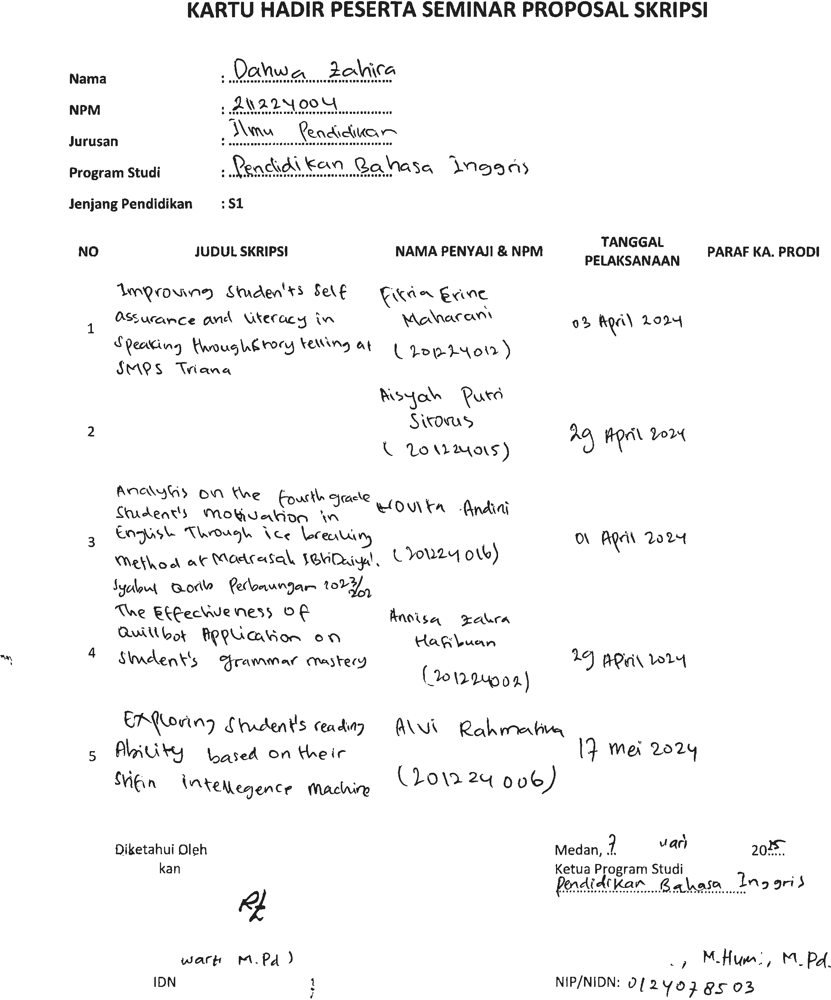 KARTU HADIR PESERTA SEMINAR PROPOSAL SKRIPSI
Nama : Dahwa Zahira
NPM : 211224004
Jurusan : Ilmu Pendidikan
Program Studi : Pendidikan Bahasa Inggris
Jenjang Pendidikan : S1
NO JUDUL SKRIPSI NAMA PENYAJI & NPM TANGGAL PELAKSANAAN PARAF KA. PRODI
1
Improving Studen'ts Self
assurance and literacy in
Speaking through Story telling at
SMPS Triana
Fitria Erine
Maharani
(201224012)
03 April 2024
2
Aisyah Putri
Sitorus
(201224015)
29 April 2024
3
Analysis on the fourth grade
Student's motivation in
English Through ice breaking
method at Madrasah IBtiDaiya
Syabul Qorib Perbaungan 2023/
202
Novita Andini
(201224016)
01 April 2024
4
The Effectiveness of
Quillbot Application on
Student's grammar mastery
Annisa Zahra
Hasibuan
(201224002)
29 April 2024
5
Exploring Student's reading
Ability based on their
Stifin intellegence machine
Alvi Rahmatika
(201224006)
17 mei 2024
Diketahui Oleh
kan
M.Pd )
IDN
Medan, 7 uari 2025
Ketua Program Studi
Pendidikan Bahasa Inggris
., M.Hum., M.Pd.
NIP/NIDN: 0124078503